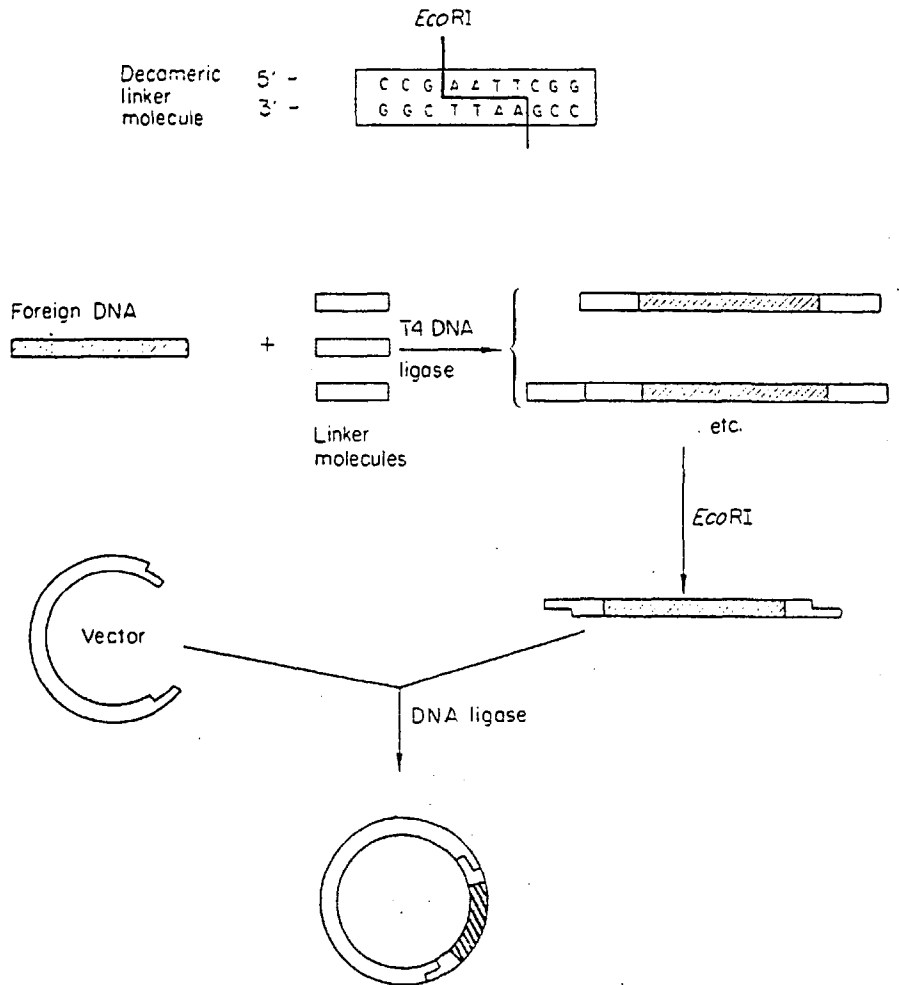 EcoRI
Decameric linker molecule
5' - C C G A A T T C G G
3' - G G C T T A A G C C
Foreign DNA
+
T4 DNA
ligase
Linker
molecules
etc.
EcoRI
Vector
DNA ligase